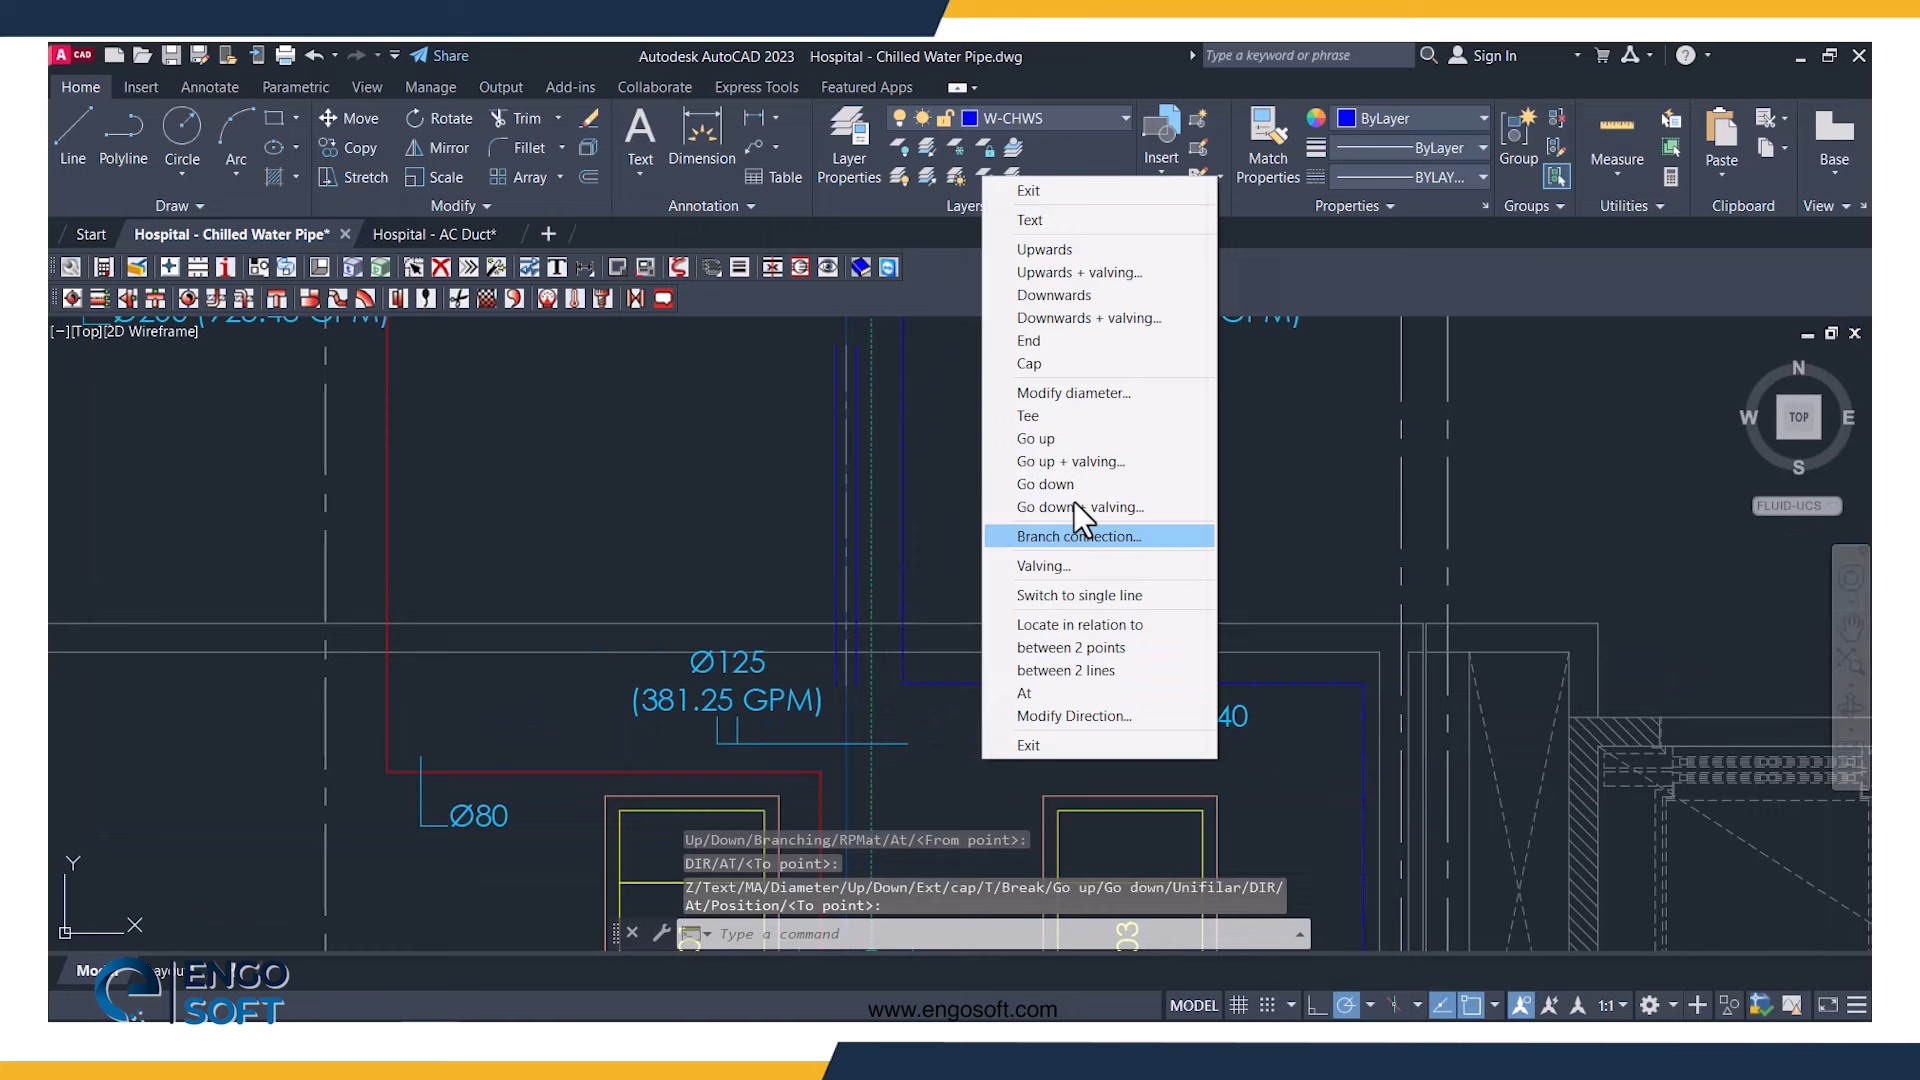 A CAD
Share
Autodesk AutoCAD 2023 Hospital - Chilled Water Pipe.dwg
Type a keyword or phrase
Sign In
Home Insert Annotate Parametric View Manage Output Add-ins Collaborate Express Tools Featured Apps
Line
Polyline
Circle
Arc
Draw
Move
Copy
Stretch
Rotate
Mirror
Scale
Trim
Fillet
Array
Modify
Text
Dimension
Table
Annotation
Layer
Properties
W-CHWS
Layers
Insert
Match
Properties
ByLayer
ByLayer
BYLAY...
Properties
Group
Groups
Measure
Utilities
Paste
Clipboard
Base
View
Start
Hospital - Chilled Water Pipe*
Hospital - AC Duct*
[−][Top][2D Wireframe]
Exit
Text
Upwards
Upwards + valving...
Downwards
Downwards + valving...
End
Cap
Modify diameter...
Tee
Go up
Go up + valving...
Go down
Go down + valving...
Branch connection...
Valving...
Switch to single line
Locate in relation to
between 2 points
between 2 lines
At
Modify Direction...
Exit
N
W TOP E
S
FLUID-UCS
Ø125
(381.25 GPM)
40
Ø80
03
Y
X
Up/Down/Branching/RPMat/At/<From point>:
DIR/AT/<To point>:
Z/Text/MA/Diameter/Up/Down/Ext/cap/T/Break/Go up/Go down/Unifilar/DIR/
At/Position/<To point>:
Type a command
ENGO
SOFT
www.engosoft.com
MODEL
1:1